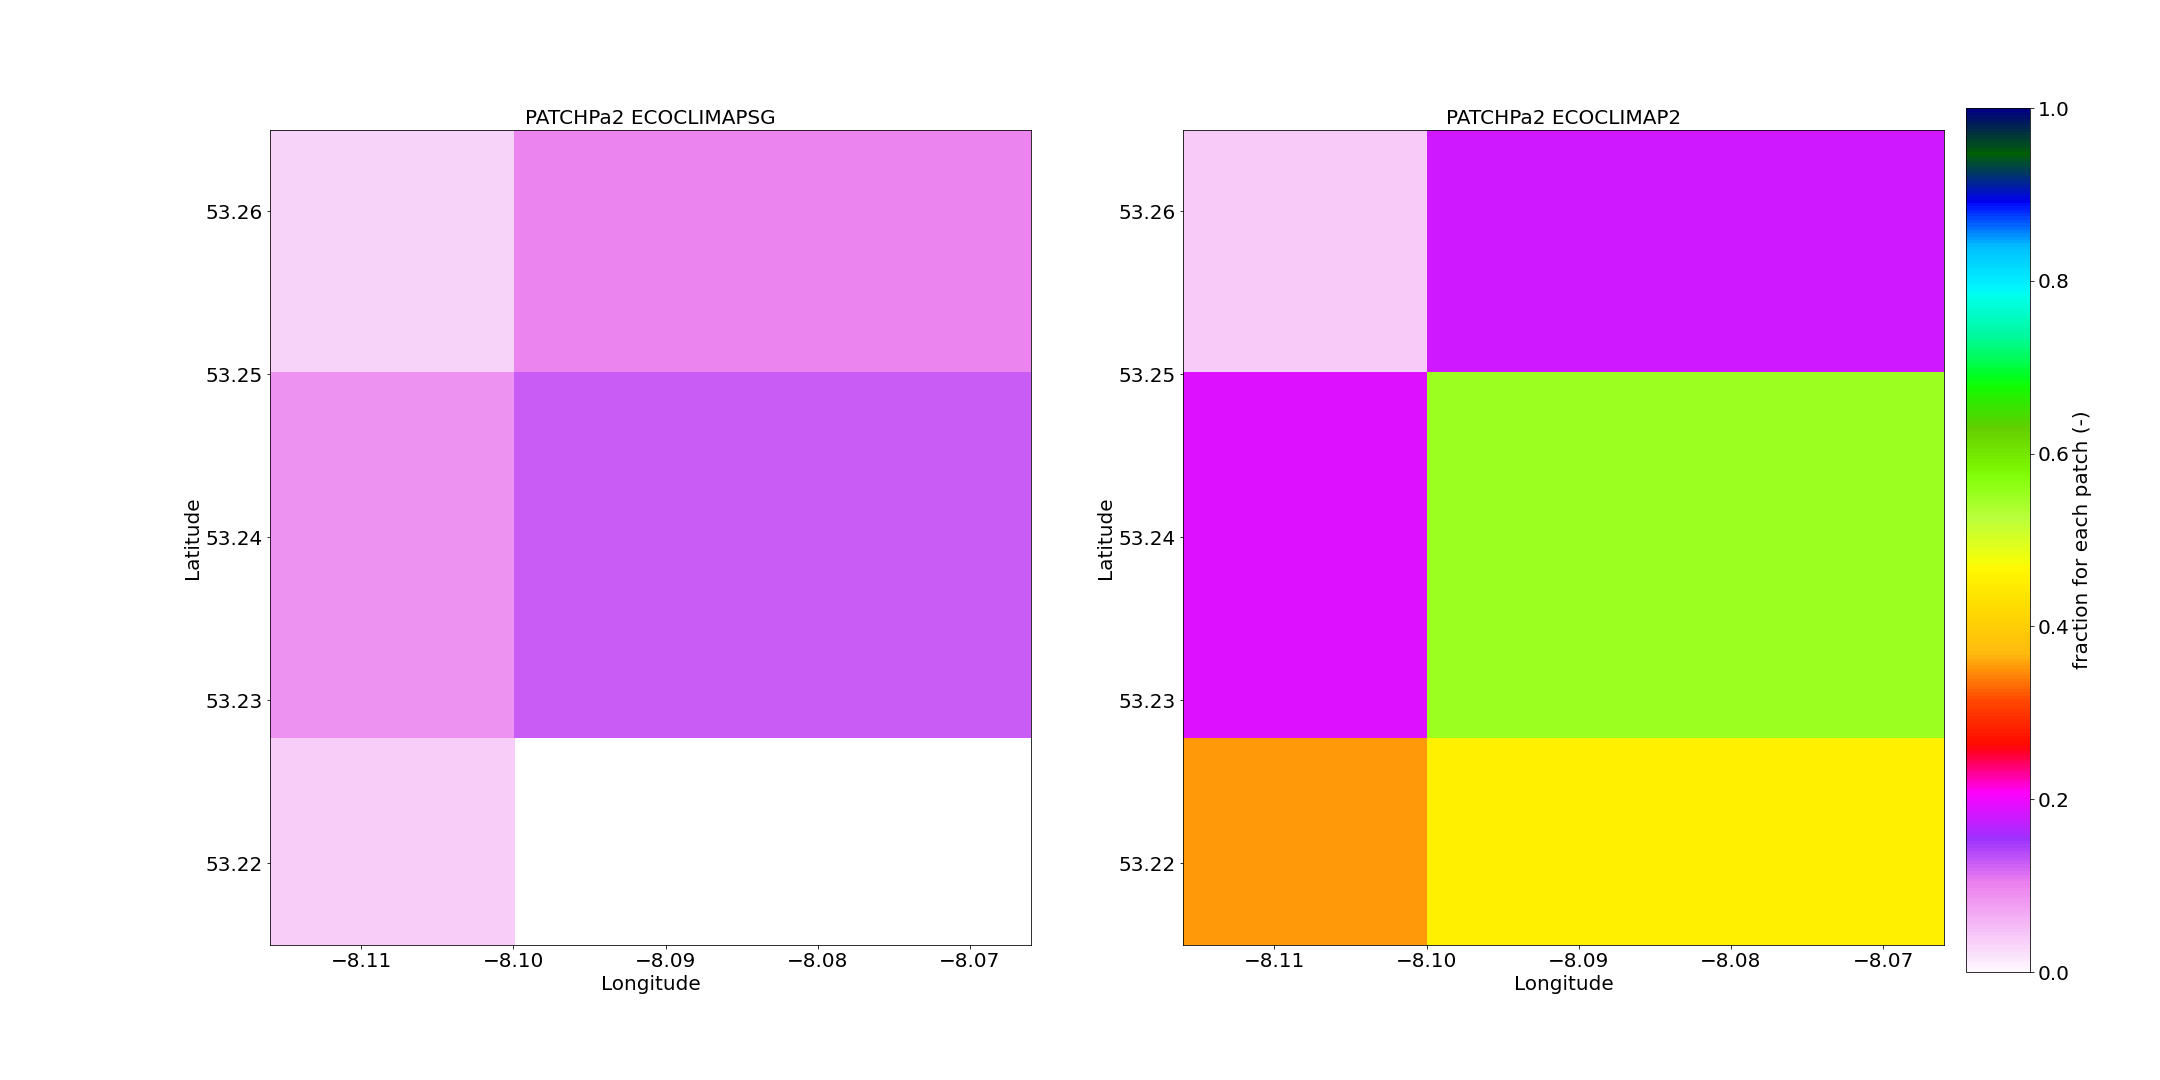 PATCHPa2 ECOCLIMAPSG
53.26
53.25
53.24
53.23
53.22
Latitude
−8.11 −8.10 −8.09 −8.08 −8.07
Longitude
PATCHPa2 ECOCLIMAP2
53.26
53.25
53.24
53.23
53.22
Latitude
−8.11 −8.10 −8.09 −8.08 −8.07
Longitude
1.0
0.8
0.6
0.4
0.2
0.0
fraction for each patch (-)